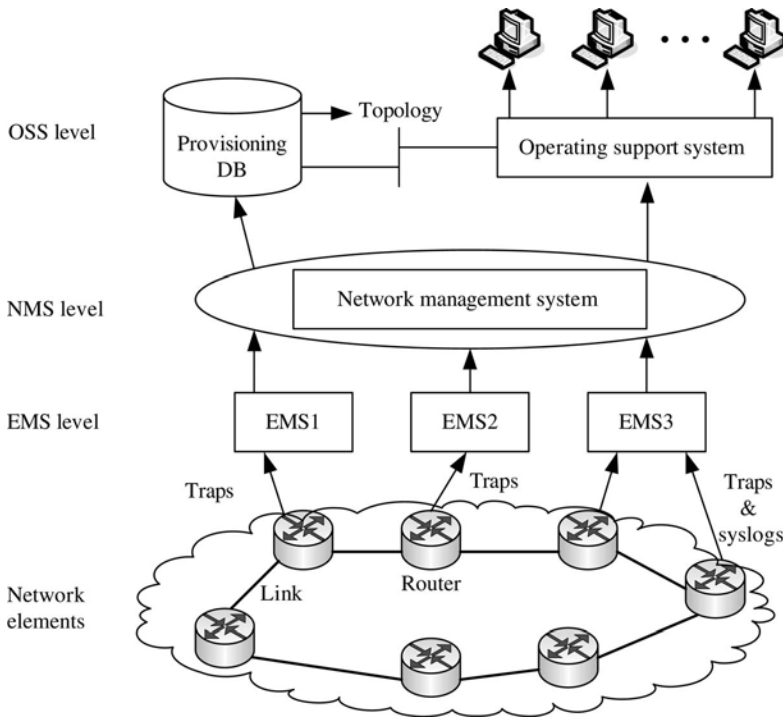 OSS level
Provisioning
DB
Topology
Operating support system
NMS level
Network management system
EMS level
EMS1
EMS2
EMS3
Traps
Traps
Traps
&
syslogs
Link
Router
Network
elements